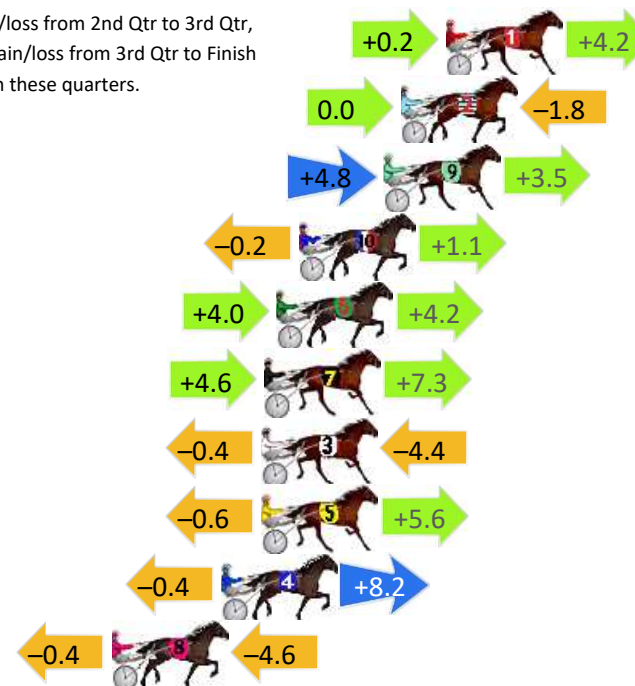 /loss from 2nd Qtr to 3rd Qtr,
ain/loss from 3rd Qtr to Finish
n these quarters.
+0.2 1 +4.2
0.0 2 –1.8
+4.8 9 +3.5
–0.2 10 +1.1
+4.0 6 +4.2
+4.6 7 +7.3
–0.4 3 –4.4
–0.6 5 +5.6
–0.4 4 +8.2
–0.4 8 –4.6